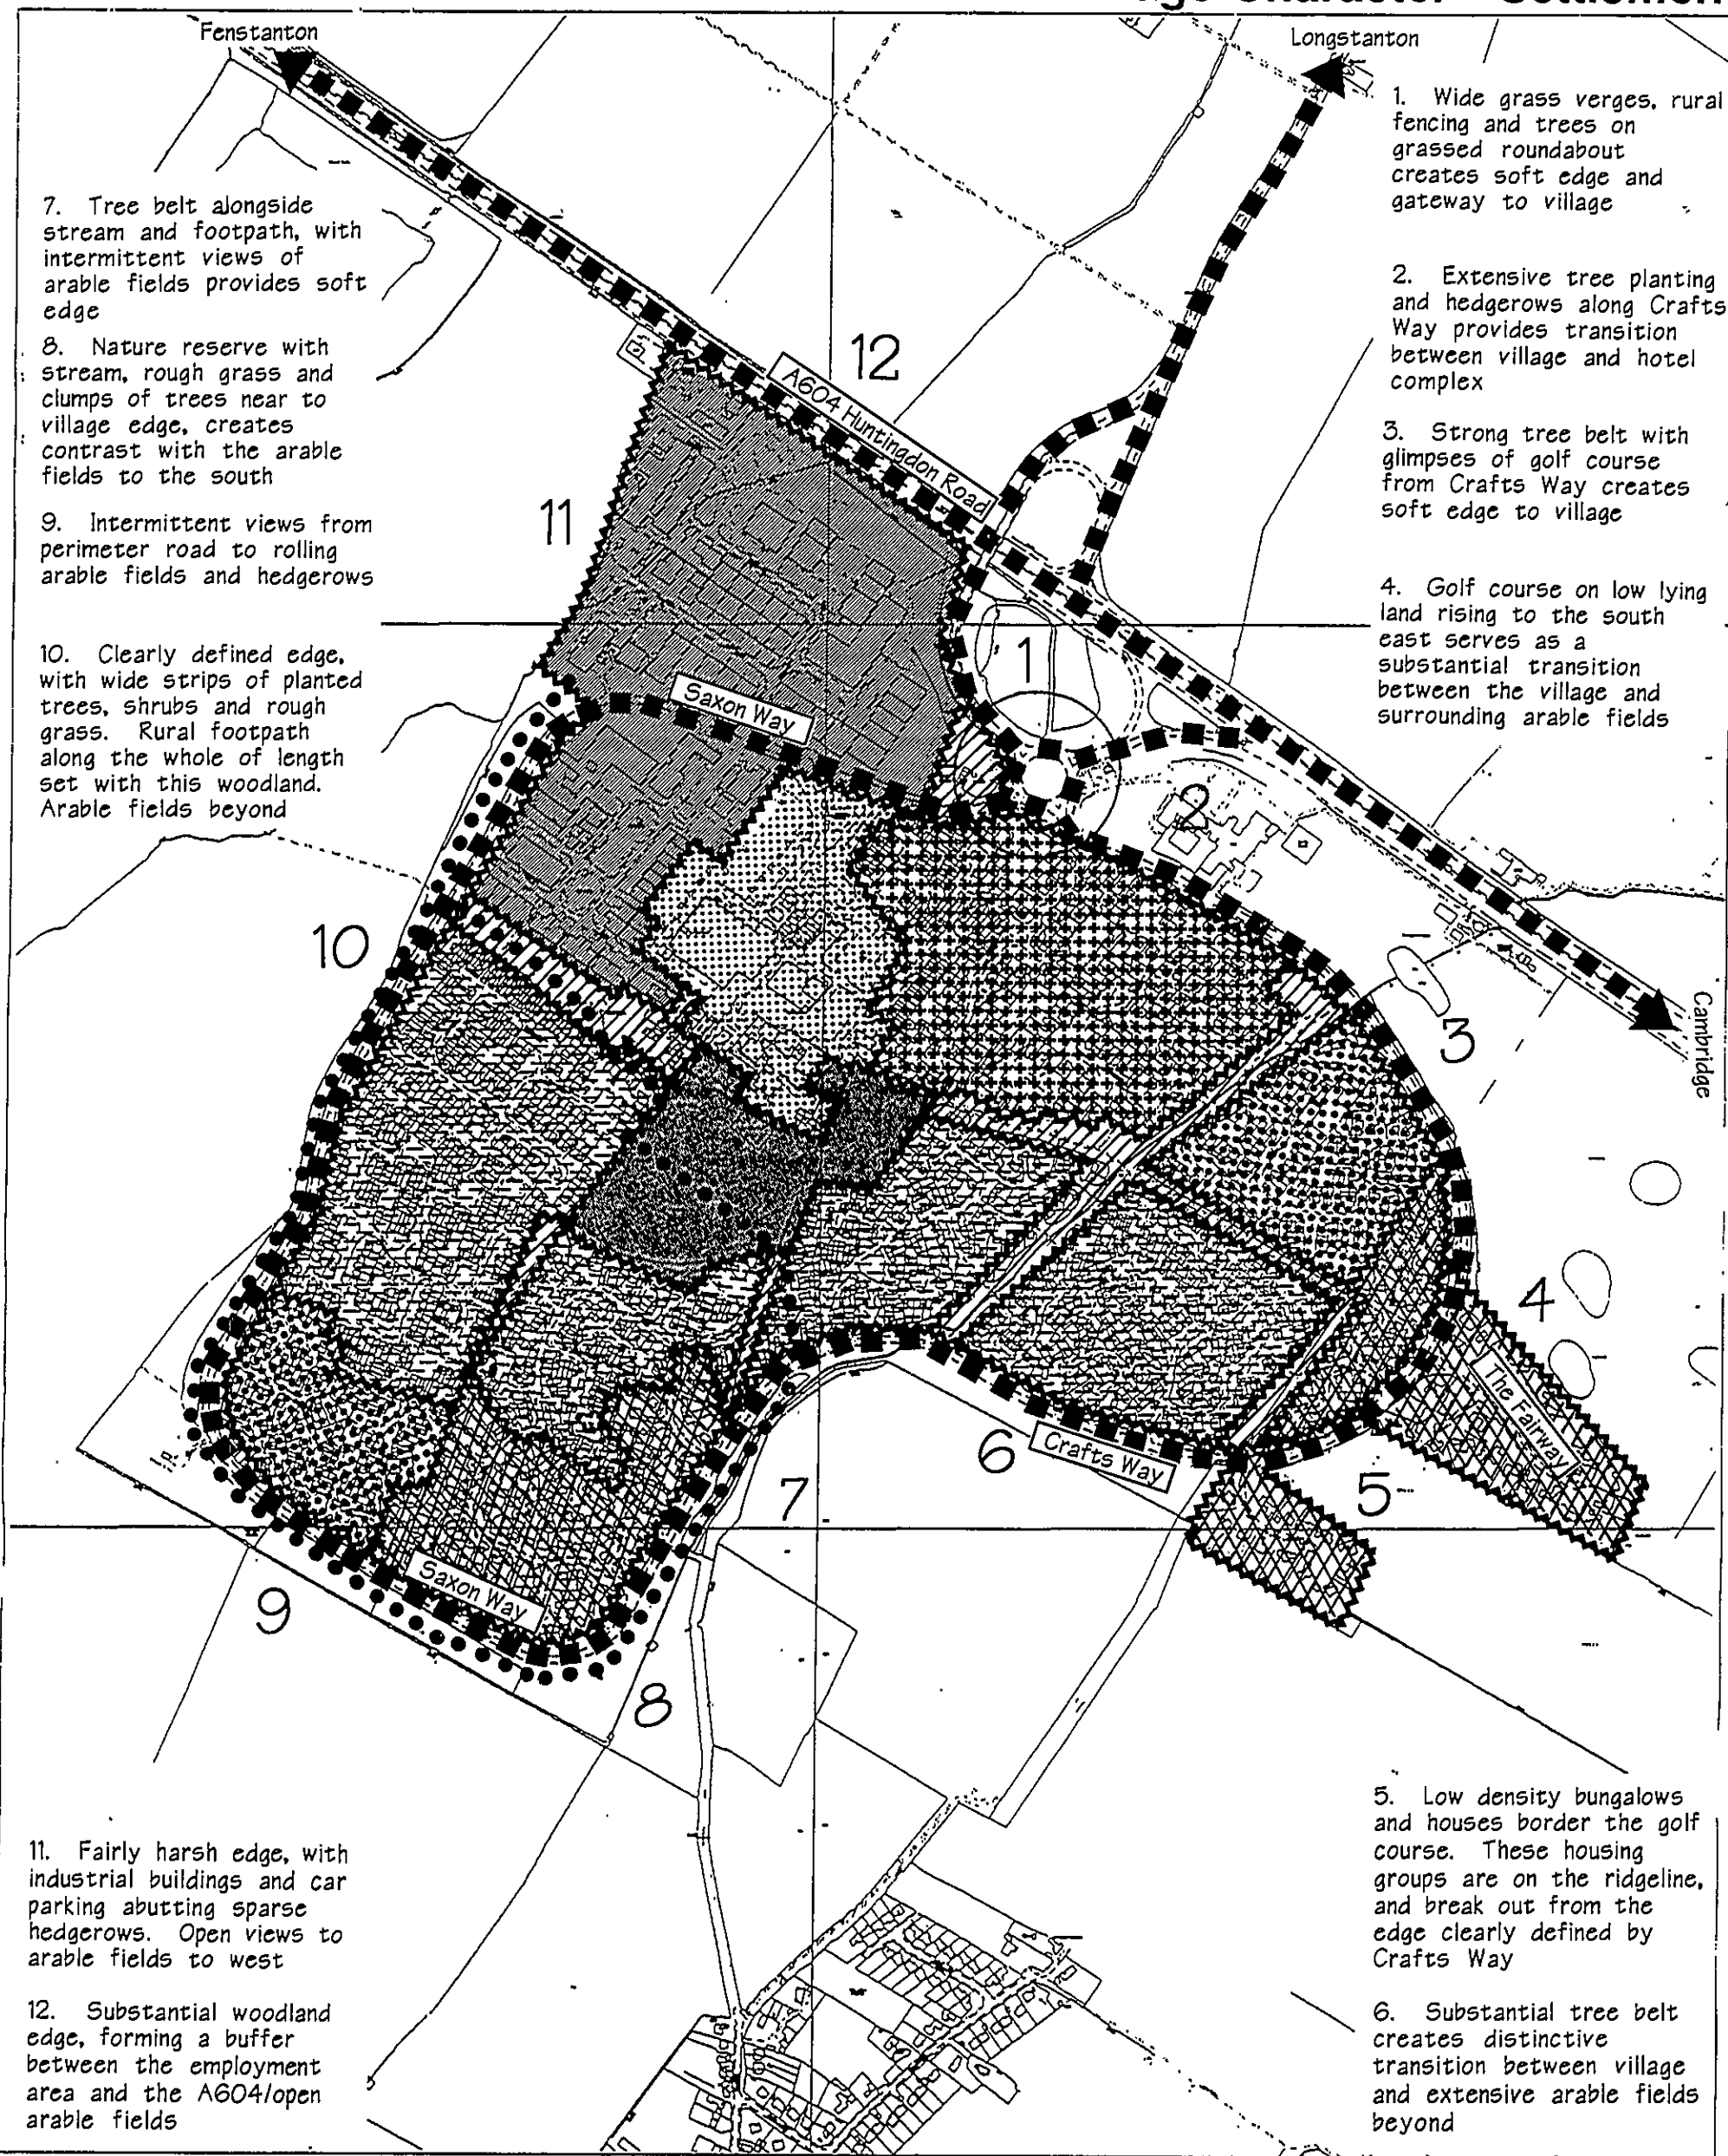 Fenstanton
Longstanton
1. Wide grass verges, rural
fencing and trees on
grassed roundabout
creates soft edge and
gateway to village
2. Extensive tree planting
and hedgerows along Crafts
Way provides transition
between village and hotel
complex
3. Strong tree belt with
glimpses of golf course
from Crafts Way creates
soft edge to village
4. Golf course on low lying
land rising to the south
east serves as a
substantial transition
between the village and
surrounding arable fields
7. Tree belt alongside
stream and footpath, with
intermittent views of
arable fields provides soft
edge
8. Nature reserve with
stream, rough grass and
clumps of trees near to
village edge, creates
contrast with the arable
fields to the south
9. Intermittent views from
perimeter road to rolling
arable fields and hedgerows
10. Clearly defined edge,
with wide strips of planted
trees, shrubs and rough
grass. Rural footpath
along the whole of length
set with this woodland.
Arable fields beyond
12
A604 Huntingdon Road
11
1
Saxon Way
2
10
3
Cambridge
4
The Fairway
6
Crafts Way
5
7
Saxon Way
9
8
11. Fairly harsh edge, with
industrial buildings and car
parking abutting sparse
hedgerows. Open views to
arable fields to west
12. Substantial woodland
edge, forming a buffer
between the employment
area and the A604/open
arable fields
5. Low density bungalows
and houses border the golf
course. These housing
groups are on the ridgeline,
and break out from the
edge clearly defined by
Crafts Way
6. Substantial tree belt
creates distinctive
transition between village
and extensive arable fields
beyond